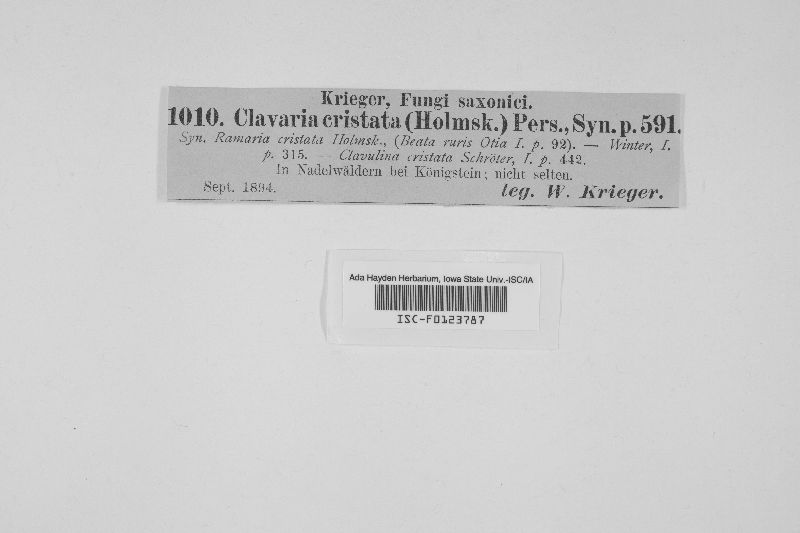 Krieger, Fungi saxonici.
1010. Clavaria cristata (Holmsk.) Pers., Syn. p. 591.
Syn. Ramaria cristata Holmsk., (Beata ruris Otia I. p. 92). — Winter, I.
p. 315. — Clavulina cristata Schröter, I. p. 442.
In Nadelwäldern bei Königstein; nicht selten.
Sept. 1894. leg. W. Krieger.
Ada Hayden Herbarium, Iowa State Univ.-ISC/IA
ISC-F0123787